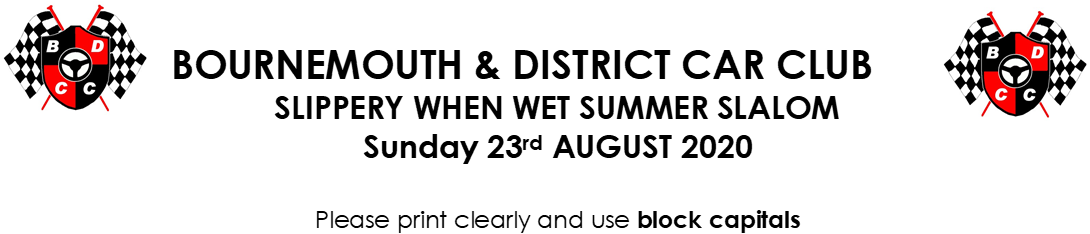 B D
C C
BOURNEMOUTH & DISTRICT CAR CLUB
B D
C C
SLIPPERY WHEN WET SUMMER SLALOM
Sunday 23rd AUGUST 2020
Please print clearly and use block capitals